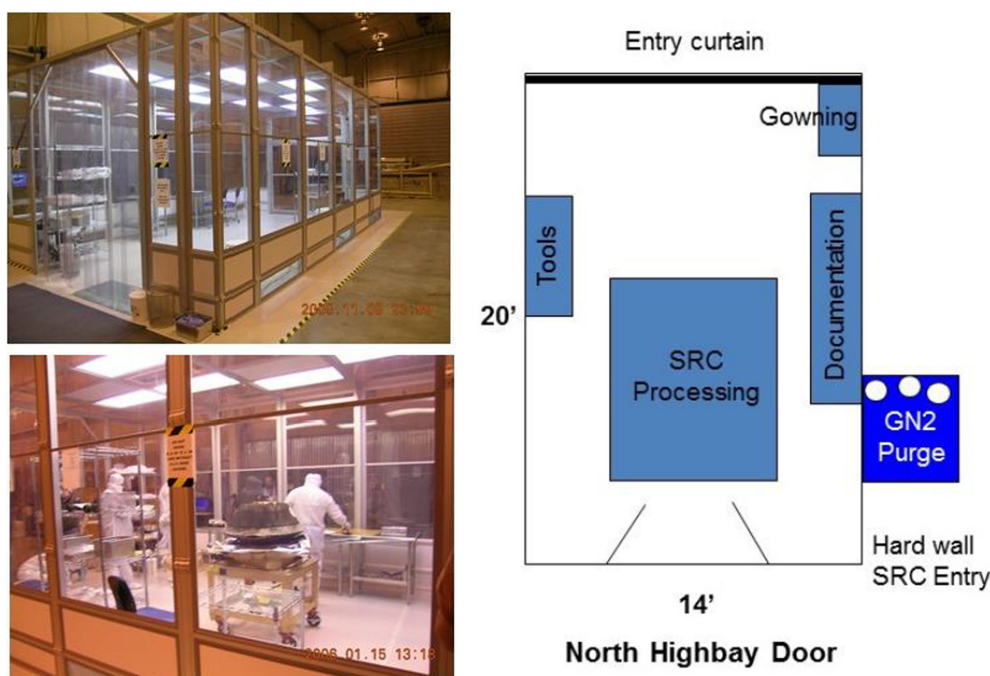 Entry curtain
Gowning
Tools
Documentation
20’
SRC
Processing
GN2
Purge
Hard wall
SRC Entry
14’
North Highbay Door
2006.01.15 13:18